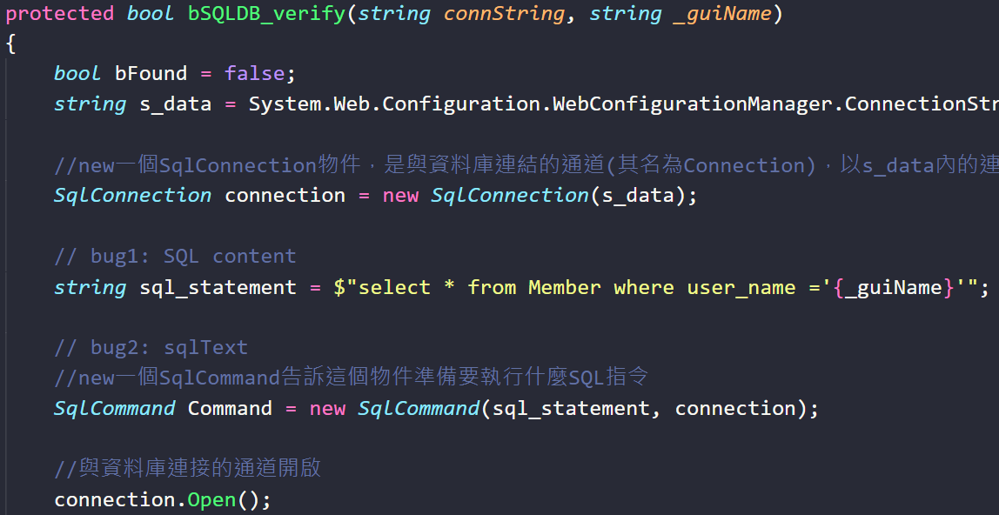 protected bool bSQLDB_verify(string connString, string _guiName)
{
bool bFound = false;
string s_data = System.Web.Configuration.WebConfigurationManager.ConnectionStr
//new一個SqlConnection物件，是與資料庫連結的通道(其名為Connection)，以s_data內的連
SqlConnection connection = new SqlConnection(s_data);
// bug1: SQL content
string sql_statement = $"select * from Member where user_name ='{_guiName}'";
// bug2: sqlText
//new一個SqlCommand告訴這個物件準備要執行什麼SQL指令
SqlCommand Command = new SqlCommand(sql_statement, connection);
//與資料庫連接的通道開啟
connection.Open();